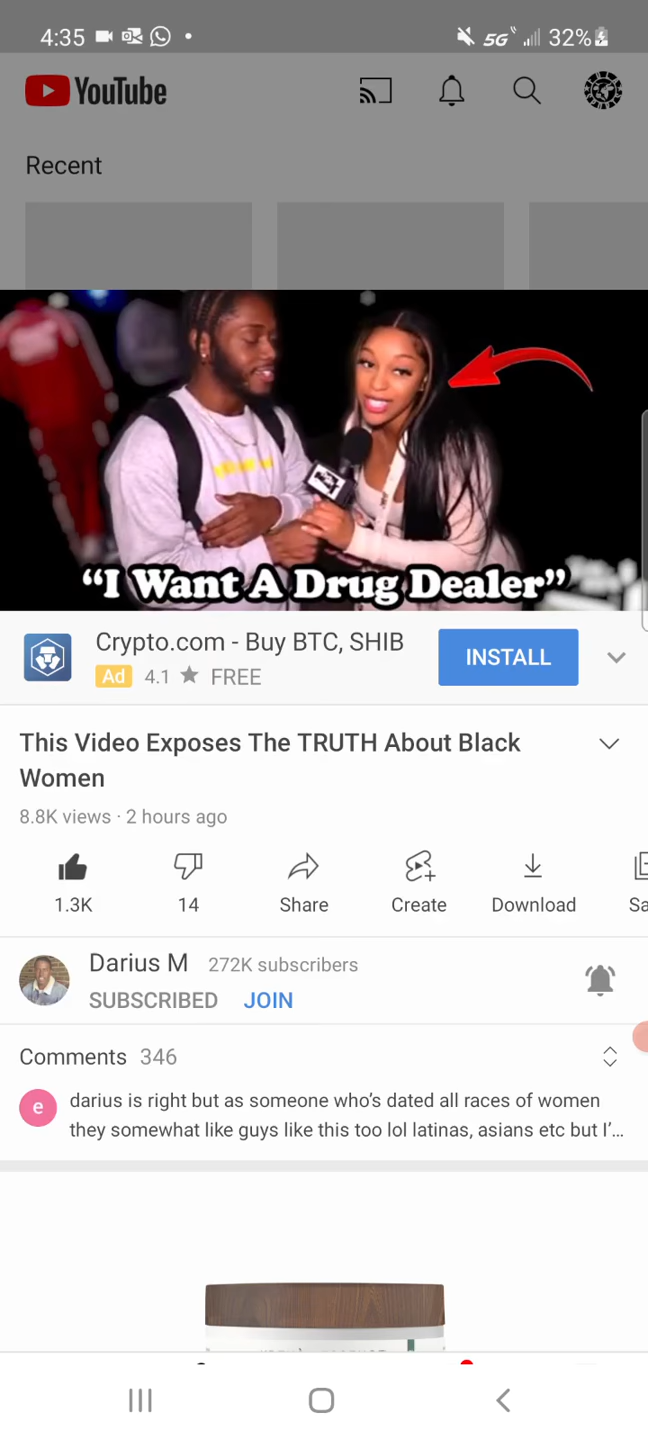 4:35
5G
32%
YouTube
Recent
“I Want A Drug Dealer”
Crypto.com - Buy BTC, SHIB
Ad 4.1 ★ FREE
INSTALL
This Video Exposes The TRUTH About Black
Women
8.8K views · 2 hours ago
1.3K
14
Share
Create
Download
Sa
Darius M 272K subscribers
SUBSCRIBED JOIN
Comments 346
e
darius is right but as someone who’s dated all races of women
they somewhat like guys like this too lol latinas, asians etc but I’…